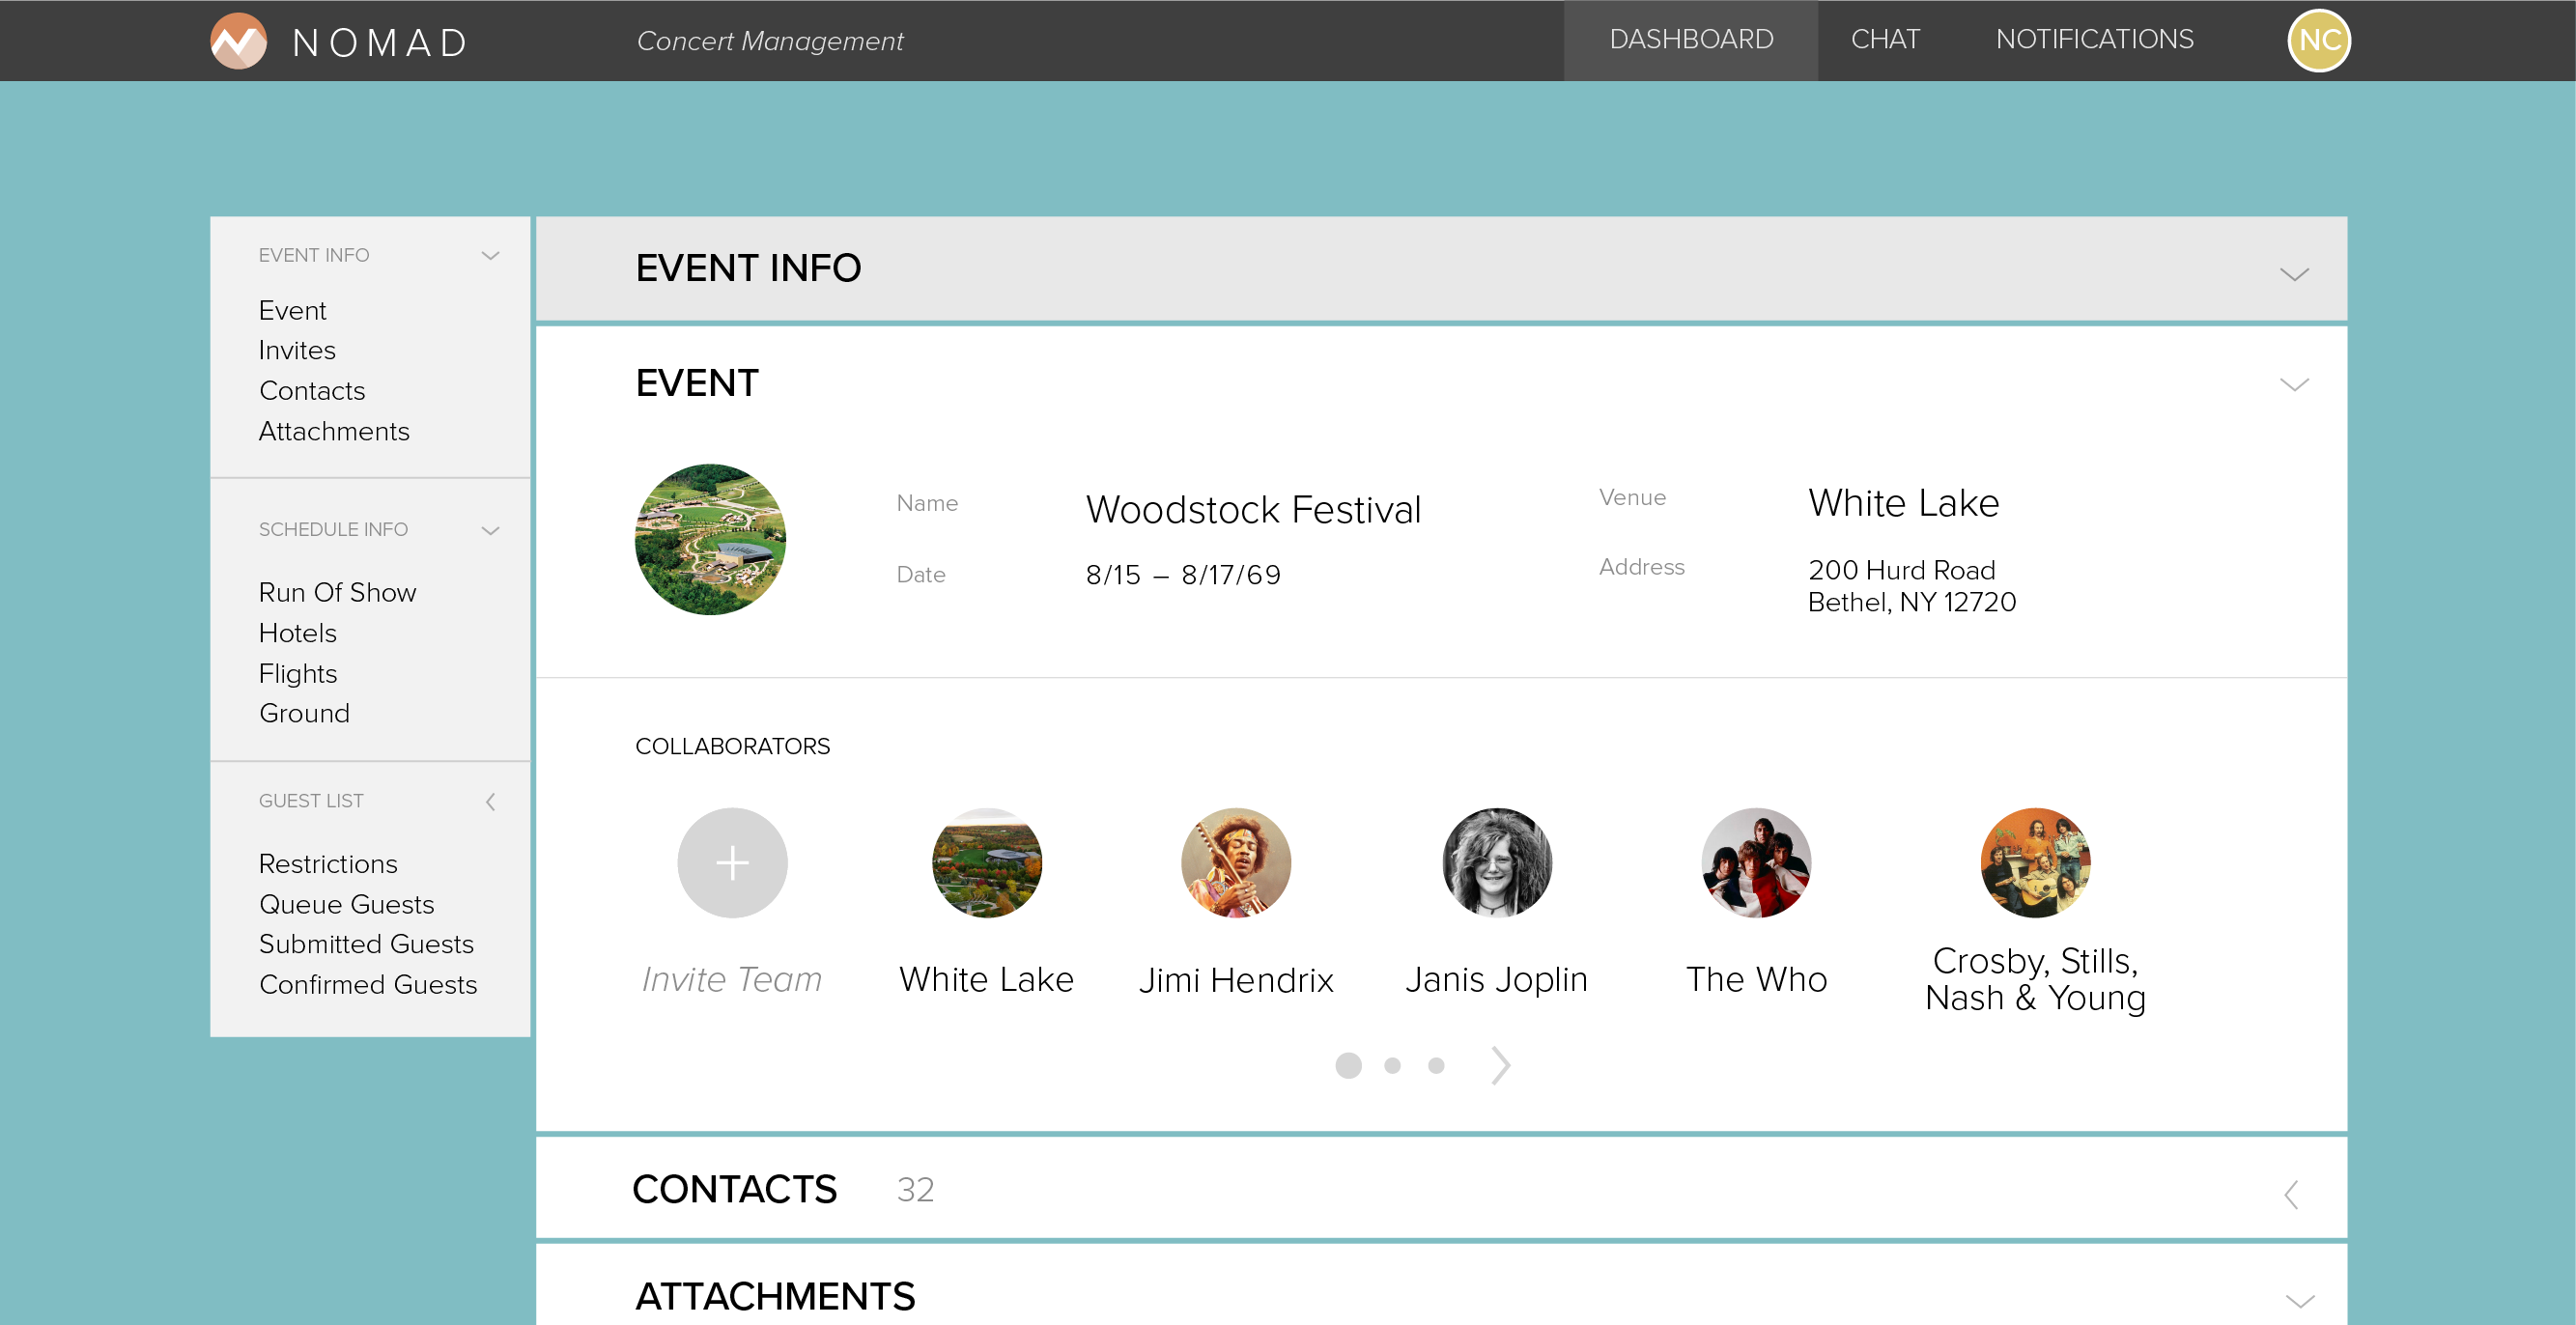 NOMAD
Concert Management
DASHBOARD
CHAT
NOTIFICATIONS
NC
EVENT INFO
Event
Invites
Contacts
Attachments
SCHEDULE INFO
Run Of Show
Hotels
Flights
Ground
GUEST LIST
Restrictions
Queue Guests
Submitted Guests
Confirmed Guests
EVENT INFO
EVENT
Name
Woodstock Festival
Date
8/15 – 8/17/69
Venue
White Lake
Address
200 Hurd Road
Bethel, NY 12720
COLLABORATORS
Invite Team
White Lake
Jimi Hendrix
Janis Joplin
The Who
Crosby, Stills,
Nash & Young
CONTACTS 32
ATTACHMENTS